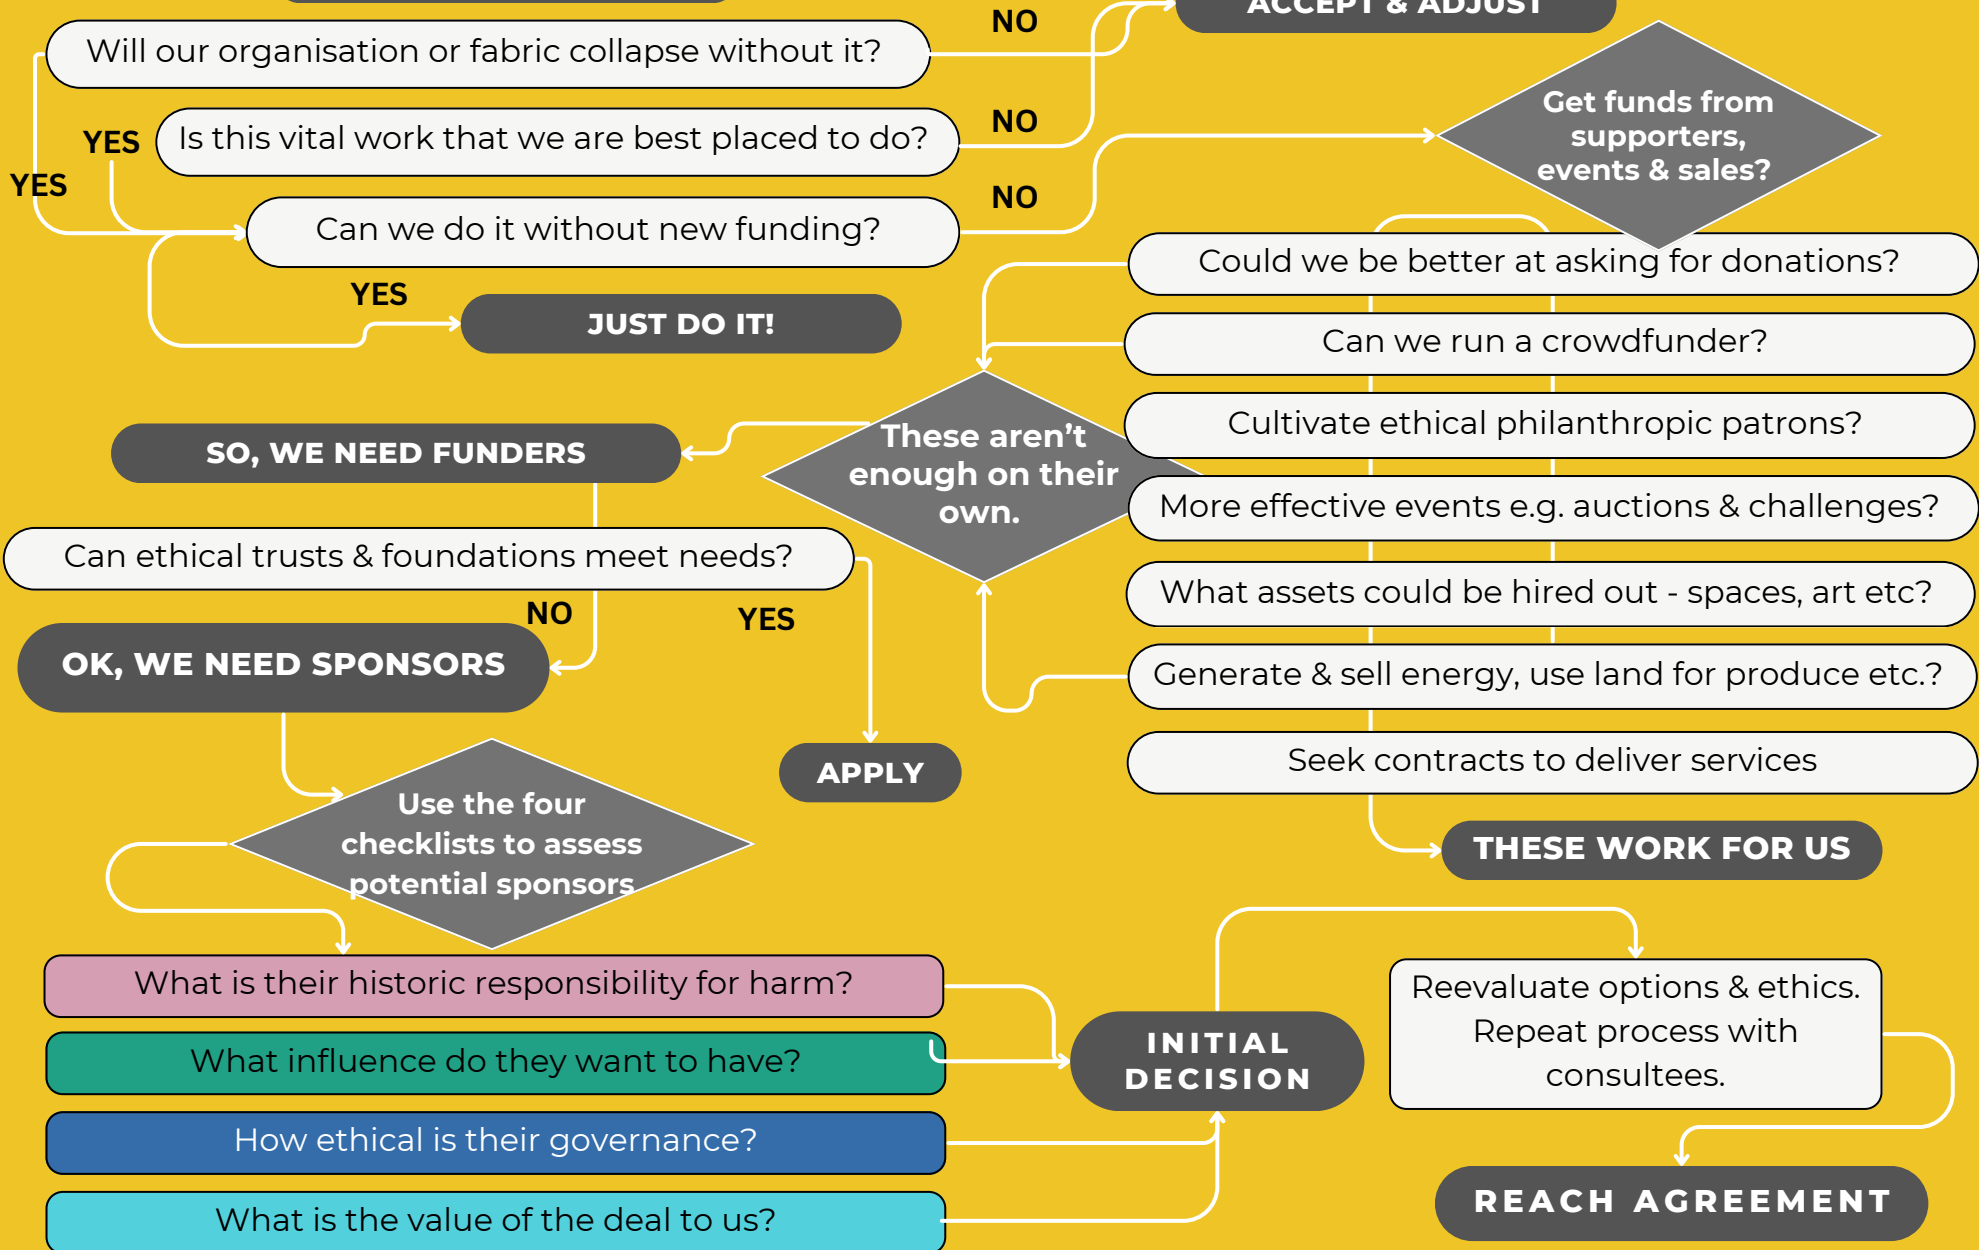 ACCEPT & ADJUST
NO
Will our organisation or fabric collapse without it?
Get funds from
supporters,
events & sales?
YES
Is this vital work that we are best placed to do?
NO
YES
NO
Can we do it without new funding?
Could we be better at asking for donations?
YES
JUST DO IT!
Can we run a crowdfunder?
Cultivate ethical philanthropic patrons?
These aren’t
enough on their
own.
SO, WE NEED FUNDERS
More effective events e.g. auctions & challenges?
Can ethical trusts & foundations meet needs?
What assets could be hired out - spaces, art etc?
NO
YES
OK, WE NEED SPONSORS
Generate & sell energy, use land for produce etc.?
APPLY
Seek contracts to deliver services
Use the four
checklists to assess
potential sponsors
THESE WORK FOR US
What is their historic responsibility for harm?
Reevaluate options & ethics.
Repeat process with
consultees.
What influence do they want to have?
INITIAL
DECISION
How ethical is their governance?
What is the value of the deal to us?
REACH AGREEMENT